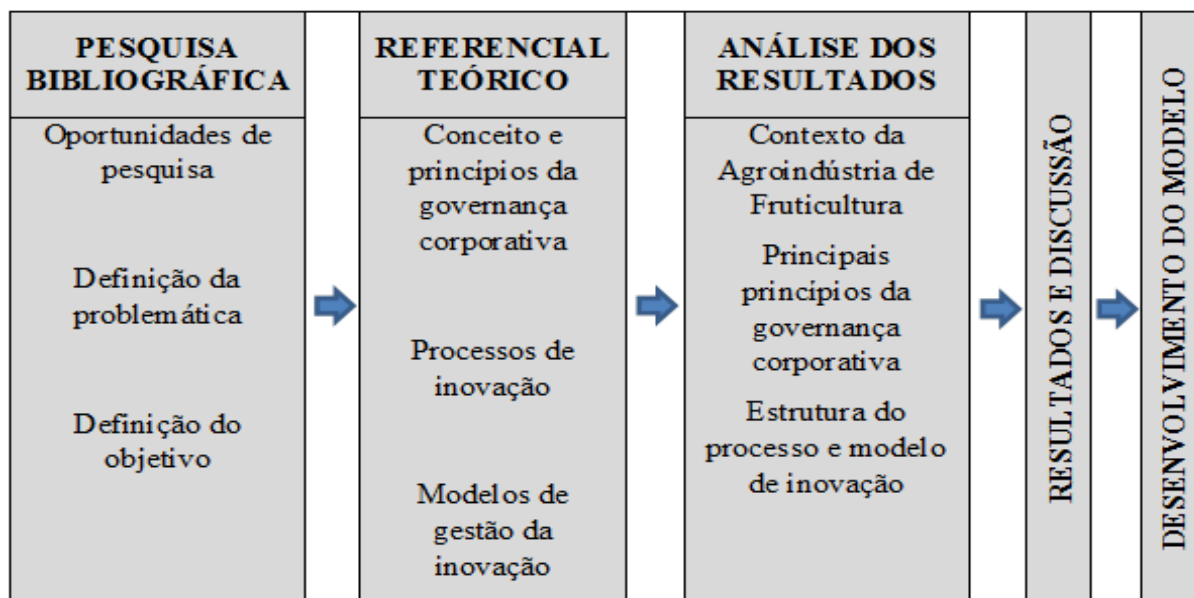 PESQUISA
BIBLIOGRÁFICA
Oportunidades de
pesquisa
Definição da
problemática
Definição do
objetivo
REFERENCIAL
TEÓRICO
Conceito e
princípios da
governança
corporativa
Processos de
inovação
Modelos de
gestão da
inovação
ANÁLISE DOS
RESULTADOS
Contexto da
Agroindústria de
Fruticultura
Principais
princípios da
governança
corporativa
Estrutura do
processo e modelo
de inovação
RESULTADOS E DISCUSSÃO
DESENVOLVIMENTO DO MODELO